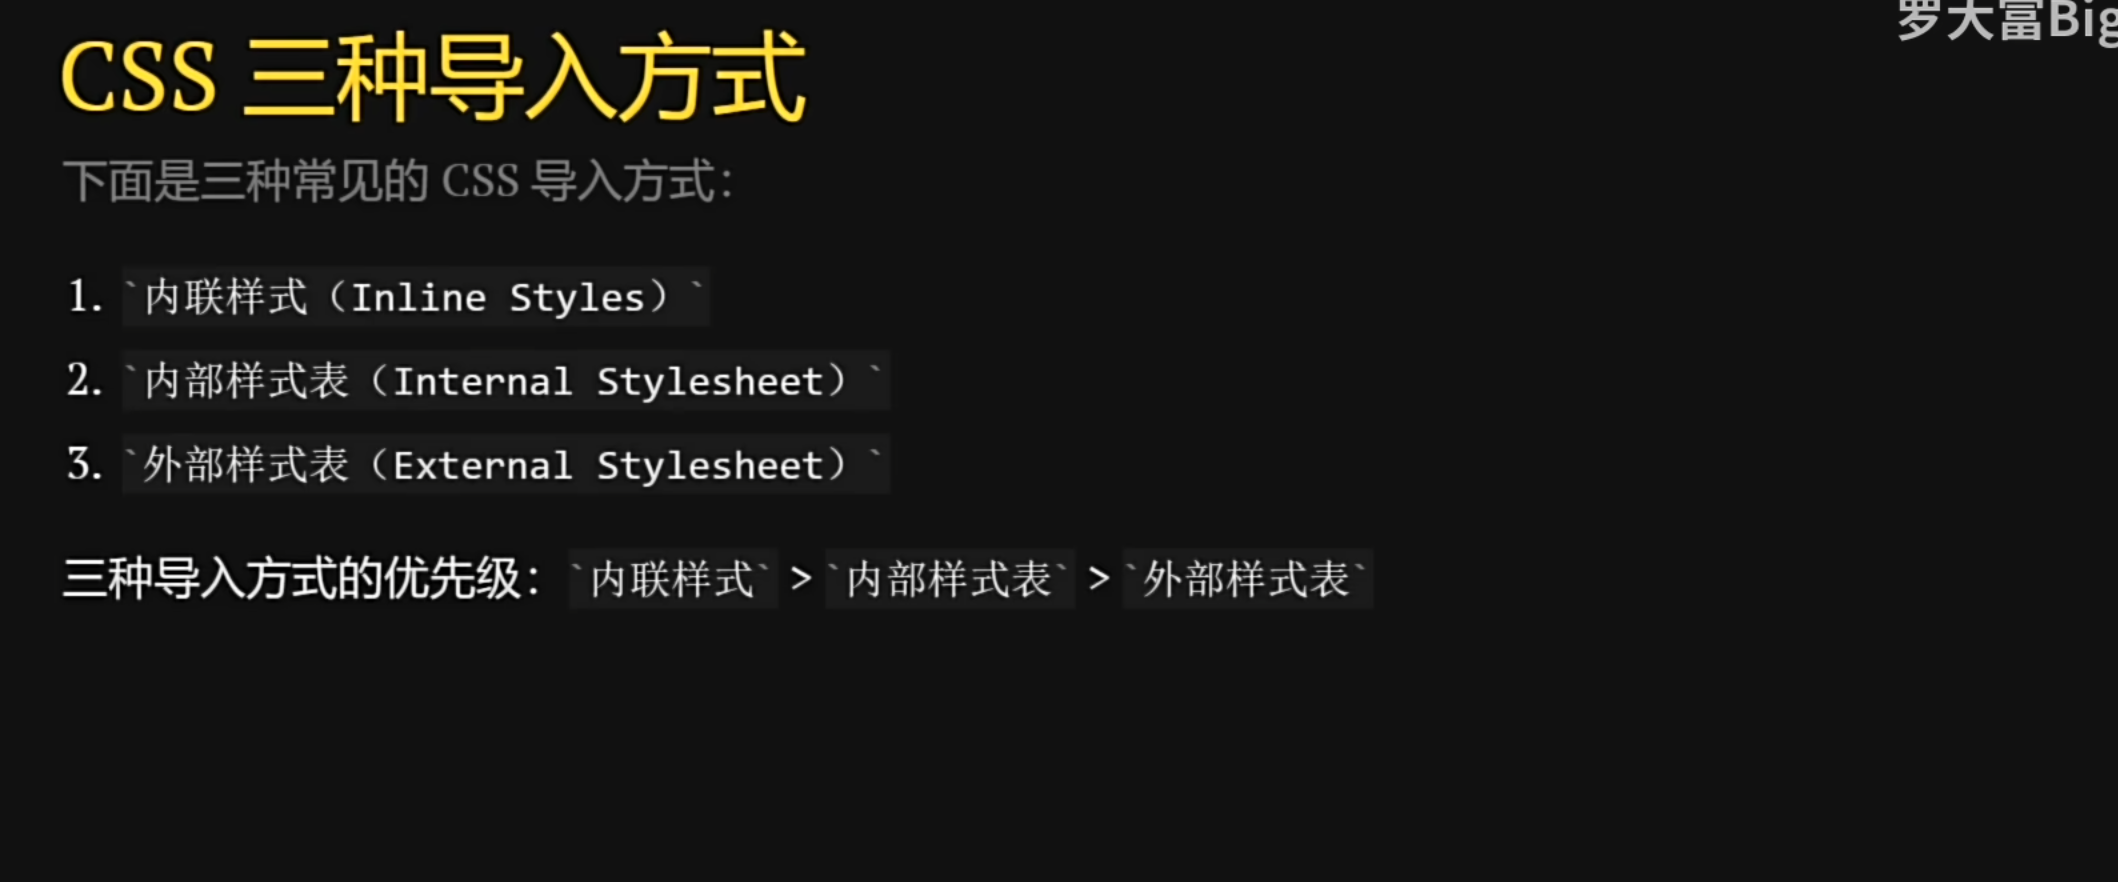 罗大富Big
CSS 三种导入方式
下面是三种常见的 CSS 导入方式：
1. `内联样式（Inline Styles）`
2. `内部样式表（Internal Stylesheet）`
3. `外部样式表（External Stylesheet）`
三种导入方式的优先级： `内联样式` > `内部样式表` > `外部样式表`